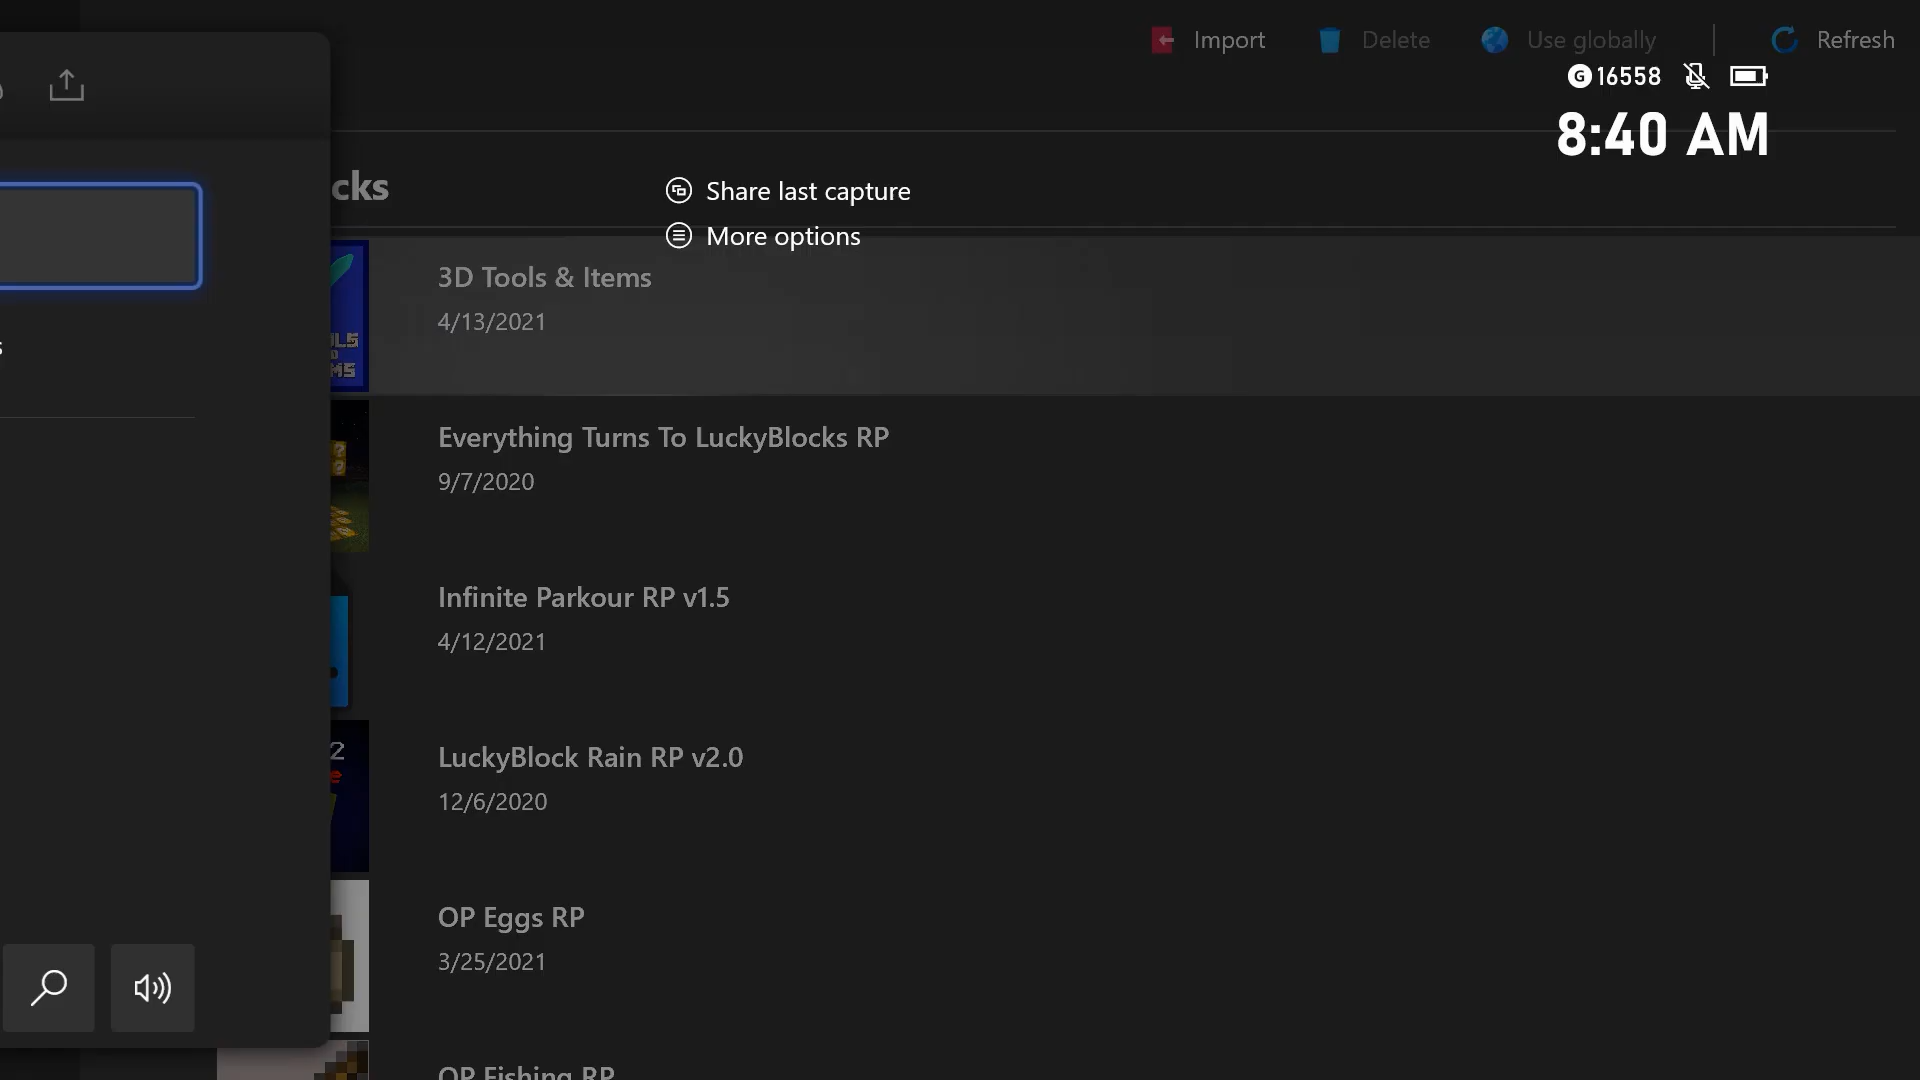 Import
Delete
Use globally
Refresh
G 16558
8:40 AM
cks
Share last capture
More options
3D Tools & Items
4/13/2021
Everything Turns To LuckyBlocks RP
9/7/2020
Infinite Parkour RP v1.5
4/12/2021
2
LuckyBlock Rain RP v2.0
12/6/2020
OP Eggs RP
3/25/2021
OP Fishing RP